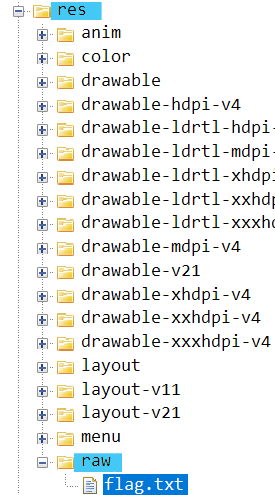 res
anim
color
drawable
drawable-hdpi-v4
drawable-ldrtl-hdpi-
drawable-ldrtl-mdpi-
drawable-ldrtl-xhdpi
drawable-ldrtl-xxhdp
drawable-ldrtl-xxxhd
drawable-mdpi-v4
drawable-v21
drawable-xhdpi-v4
drawable-xxhdpi-v4
drawable-xxxhdpi-v4
layout
layout-v11
layout-v21
menu
raw
flag.txt